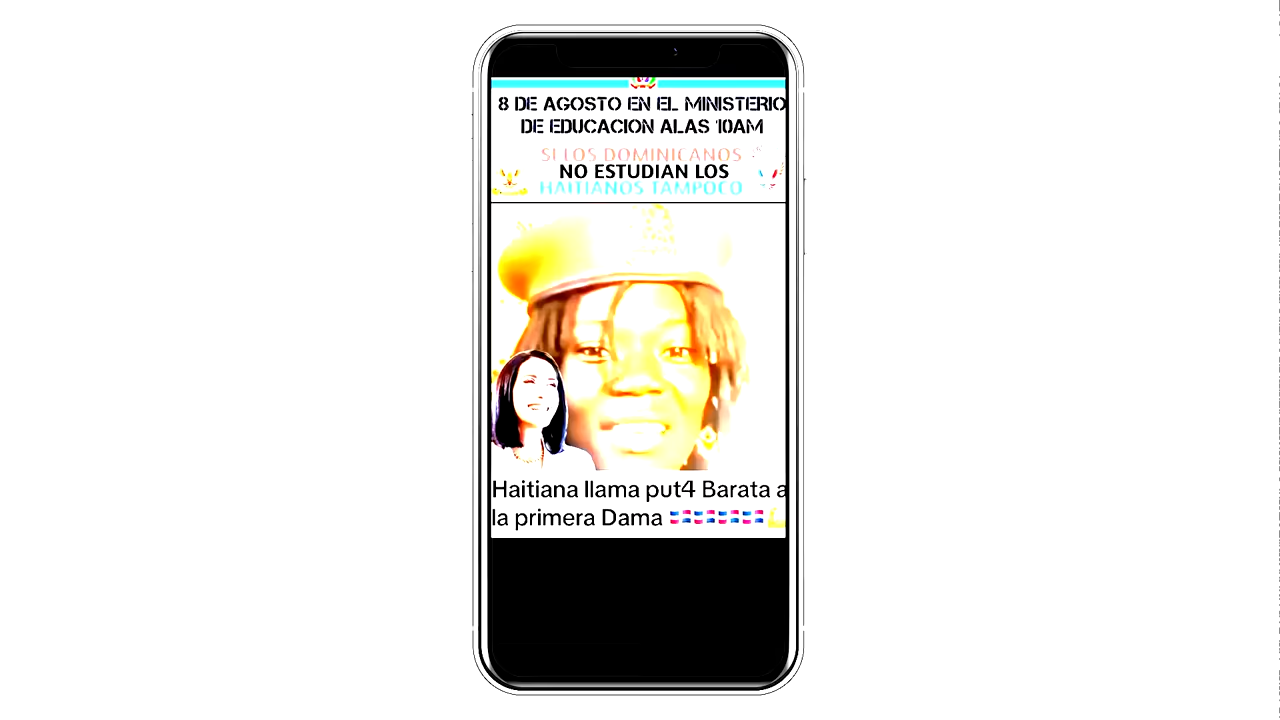 8 DE AGOSTO EN EL MINISTERIO
DE EDUCACION ALAS 10AM
SI LOS DOMINICANOS
NO ESTUDIAN LOS
HAITIANOS TAMPOCO
Haitiana llama put4 Barata a
la primera Dama